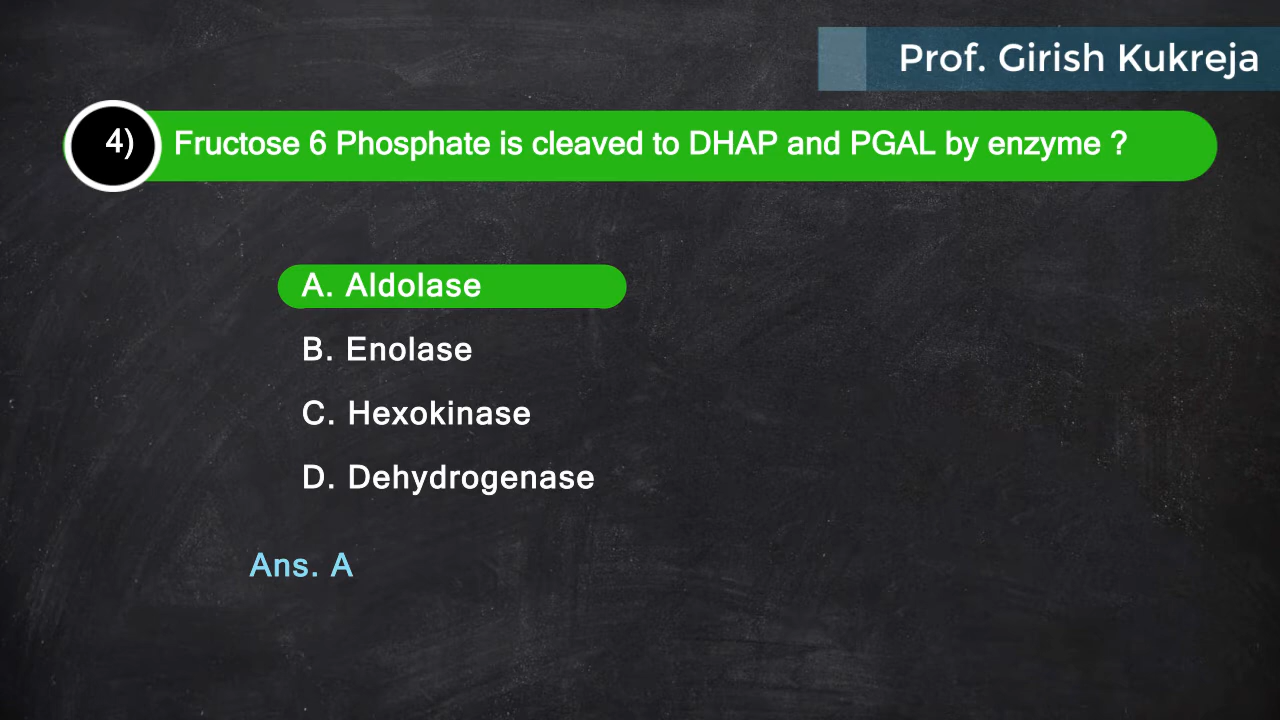 Prof. Girish Kukreja
4) Fructose 6 Phosphate is cleaved to DHAP and PGAL by enzyme ?
A. Aldolase
B. Enolase
C. Hexokinase
D. Dehydrogenase
Ans. A